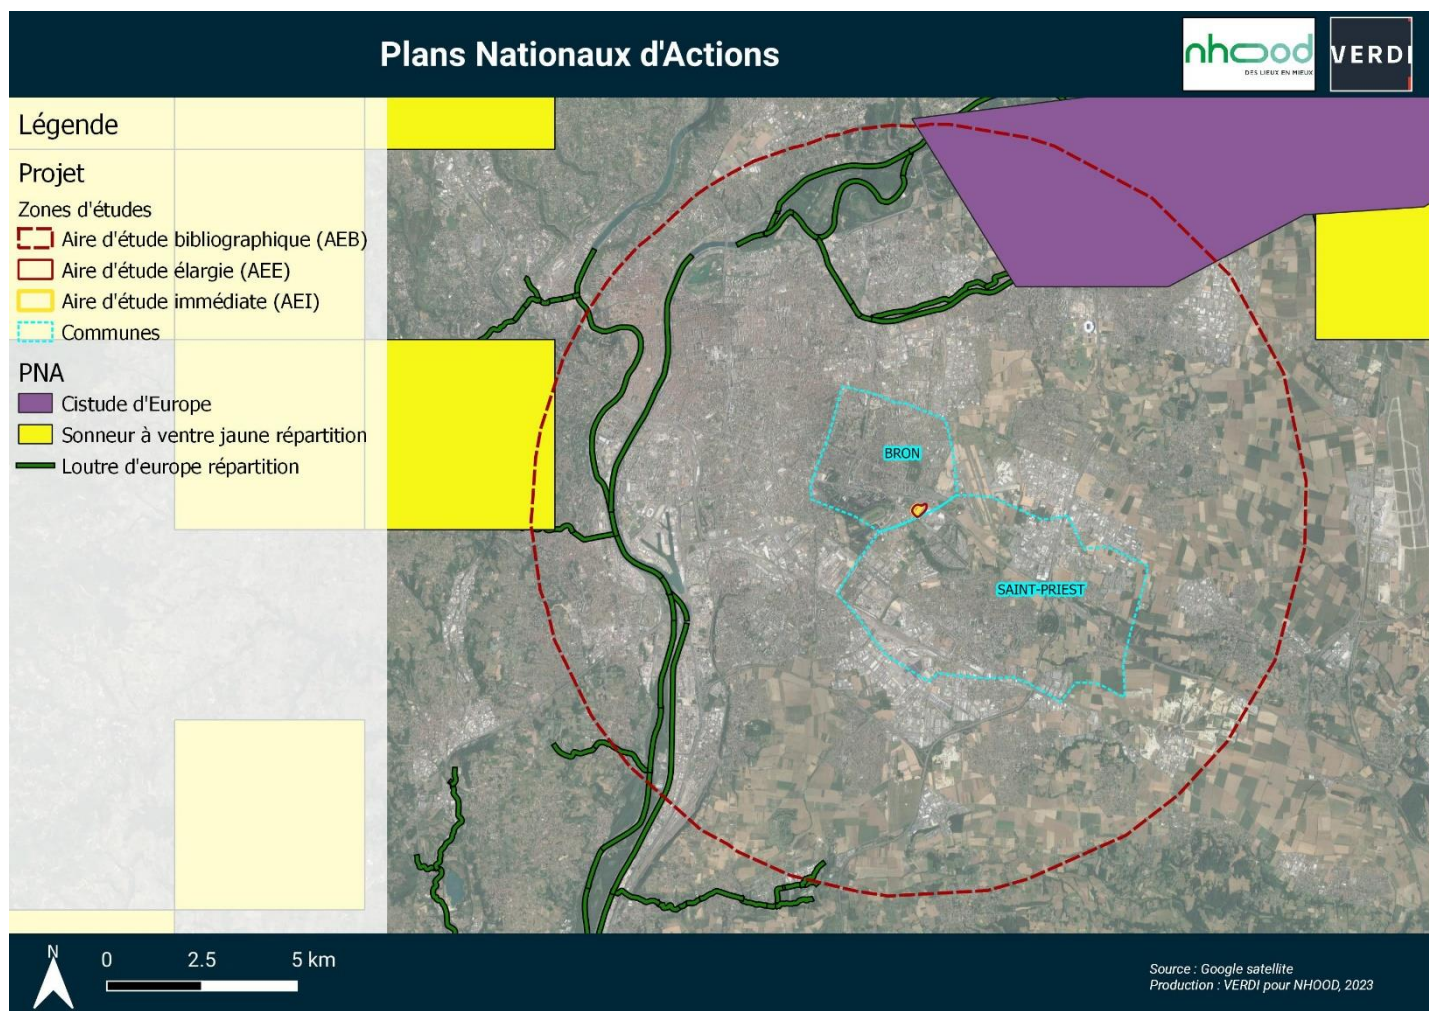 Plans Nationaux d'Actions
nhood
DES LIEUX EN MIEUX
VERDI
Légende
Projet
Zones d'études
Aire d'étude bibliographique (AEB)
Aire d'étude élargie (AEE)
Aire d'étude immédiate (AEI)
Communes
PNA
Cistude d'Europe
Sonneur à ventre jaune répartition
Loutre d'europe répartition
BRON
SAINT-PRIEST
N
0 2.5 5 km
Source : Google satellite
Production : VERDI pour NHOOD, 2023